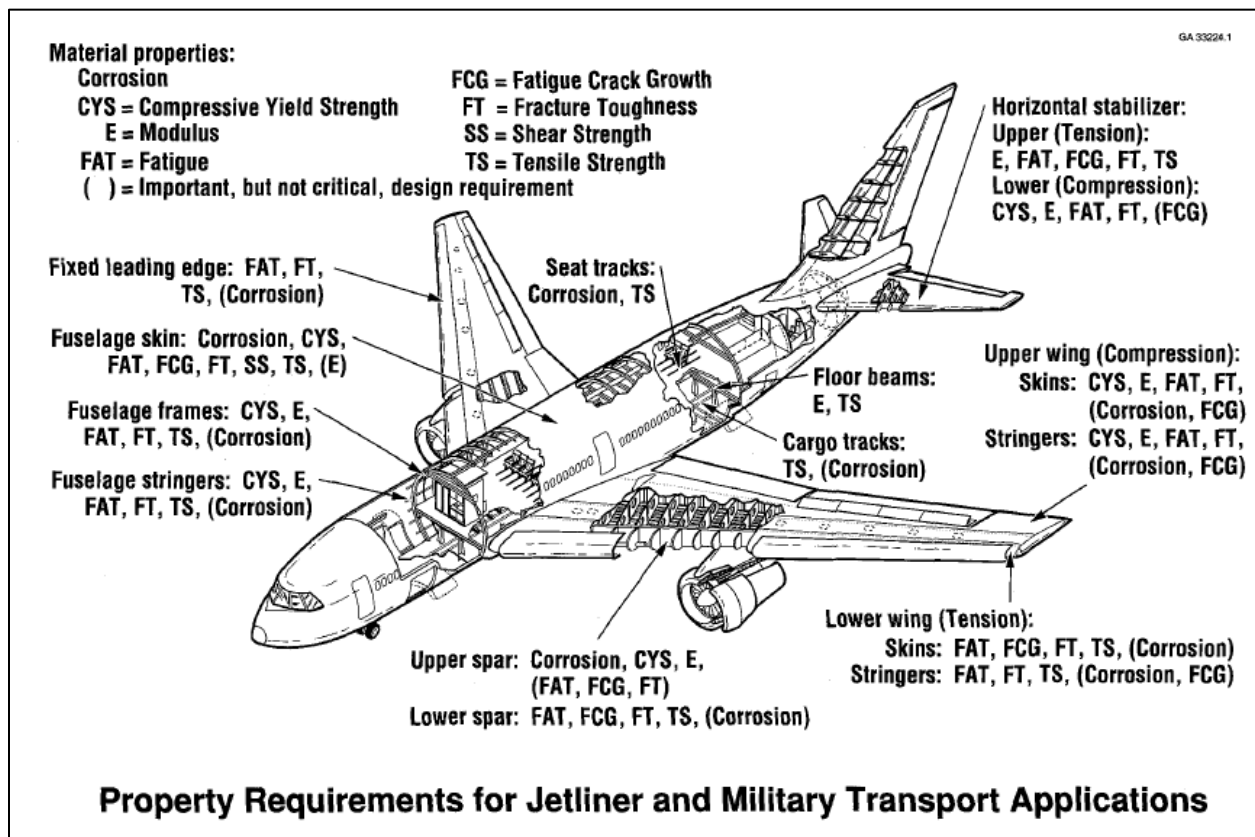 GA 33224.1
Material properties:
Corrosion
CYS = Compressive Yield Strength
E = Modulus
FAT = Fatigue
( ) = Important, but not critical, design requirement
FCG = Fatigue Crack Growth
FT = Fracture Toughness
SS = Shear Strength
TS = Tensile Strength
Horizontal stabilizer:
Upper (Tension):
E, FAT, FCG, FT, TS
Lower (Compression):
CYS, E, FAT, FT, (FCG)
Fixed leading edge: FAT, FT,
TS, (Corrosion)
Seat tracks:
Corrosion, TS
Fuselage skin: Corrosion, CYS,
FAT, FCG, FT, SS, TS, (E)
Fuselage frames: CYS, E,
FAT, FT, TS, (Corrosion)
Fuselage stringers: CYS, E,
FAT, FT, TS, (Corrosion)
Floor beams:
E, TS
Cargo tracks:
TS, (Corrosion)
Upper wing (Compression):
Skins: CYS, E, FAT, FT,
(Corrosion, FCG)
Stringers: CYS, E, FAT, FT,
(Corrosion, FCG)
Lower wing (Tension):
Skins: FAT, FCG, FT, TS, (Corrosion)
Stringers: FAT, FT, TS, (Corrosion, FCG)
Upper spar: Corrosion, CYS, E,
(FAT, FCG, FT)
Lower spar: FAT, FCG, FT, TS, (Corrosion)
Property Requirements for Jetliner and Military Transport Applications